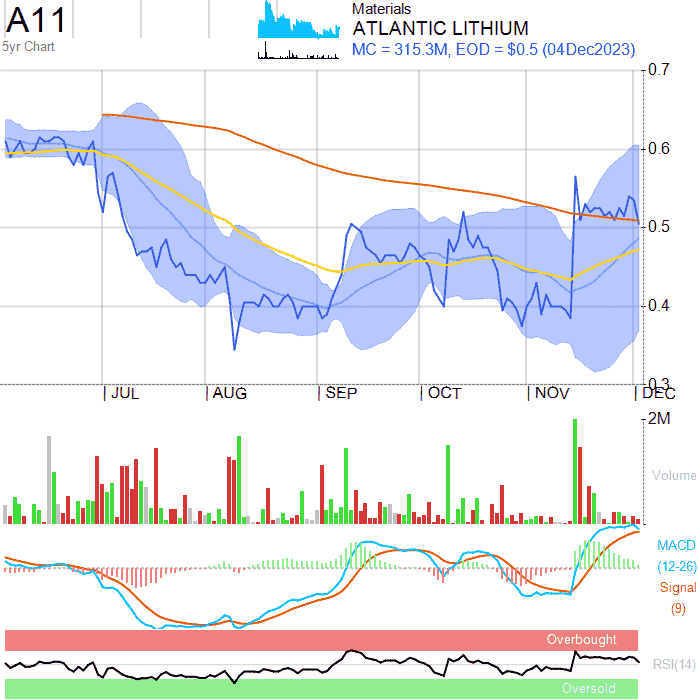 A11
5yr Chart
Materials
ATLANTIC LITHIUM
MC = 315.3M, EOD = $0.5 (04Dec2023)
0.7
0.6
0.5
0.4
0.3
JUL AUG SEP OCT NOV DEC
2M
Volume
MACD
(12-26)
Signal
(9)
Overbought
RSI(14)
Oversold